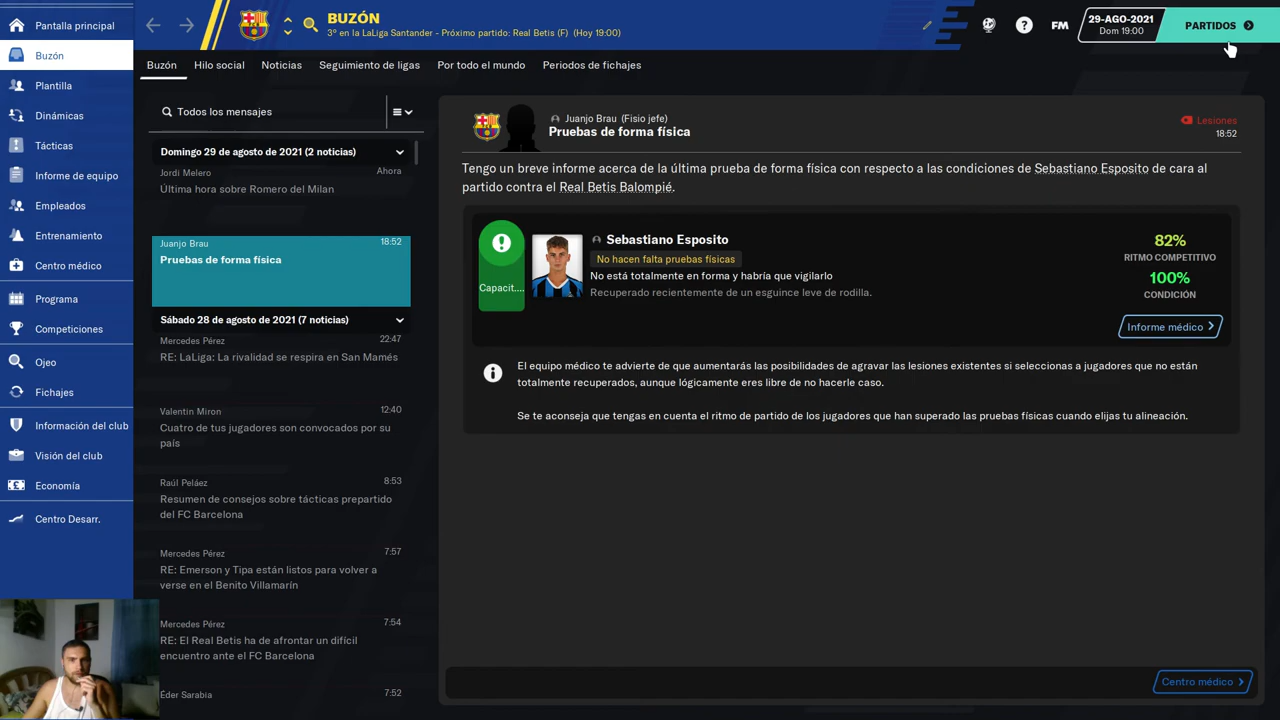 BUZÓN
3º en la LaLiga Santander - Próximo partido: Real Betis (F) (Hoy 19:00)
FM
29-AGO-2021
Dom 19:00
PARTIDOS
Pantalla principal
Buzón
Plantilla
Dinámicas
Tácticas
Informe de equipo
Empleados
Entrenamiento
Centro médico
Programa
Competiciones
Ojeo
Fichajes
Información del club
Visión del club
Economía
Centro Desarr.
Buzón
Hilo social
Noticias
Seguimiento de ligas
Por todo el mundo
Periodos de fichajes
Todos los mensajes
Domingo 29 de agosto de 2021 (2 noticias)
Jordi Melero
Ahora
Última hora sobre Romero del Milan
Juanjo Brau
18:52
Pruebas de forma física
Sábado 28 de agosto de 2021 (7 noticias)
Mercedes Pérez
22:47
RE: LaLiga: La rivalidad se respira en San Mamés
Valentin Miron
12:40
Cuatro de tus jugadores son convocados por su
país
Raúl Peláez
8:53
Resumen de consejos sobre tácticas prepartido
del FC Barcelona
Mercedes Pérez
7:57
RE: Emerson y Tipa están listos para volver a
verse en el Benito Villamarín
Mercedes Pérez
7:54
RE: El Real Betis ha de afrontar un difícil
encuentro ante el FC Barcelona
Éder Sarabia
7:52
Juanjo Brau (Fisio jefe)
Pruebas de forma física
Lesiones
18:52
Tengo un breve informe acerca de la última prueba de forma física con respecto a las condiciones de Sebastiano Esposito de cara al
partido contra el Real Betis Balompié.
Capacit....
Sebastiano Esposito
No hacen falta pruebas físicas
No está totalmente en forma y habría que vigilarlo
Recuperado recientemente de un esguince leve de rodilla.
82%
RITMO COMPETITIVO
100%
CONDICIÓN
Informe médico
El equipo médico te advierte de que aumentarás las posibilidades de agravar las lesiones existentes si seleccionas a jugadores que no están
totalmente recuperados, aunque lógicamente eres libre de no hacerle caso.
Se te aconseja que tengas en cuenta el ritmo de partido de los jugadores que han superado las pruebas físicas cuando elijas tu alineación.
Centro médico